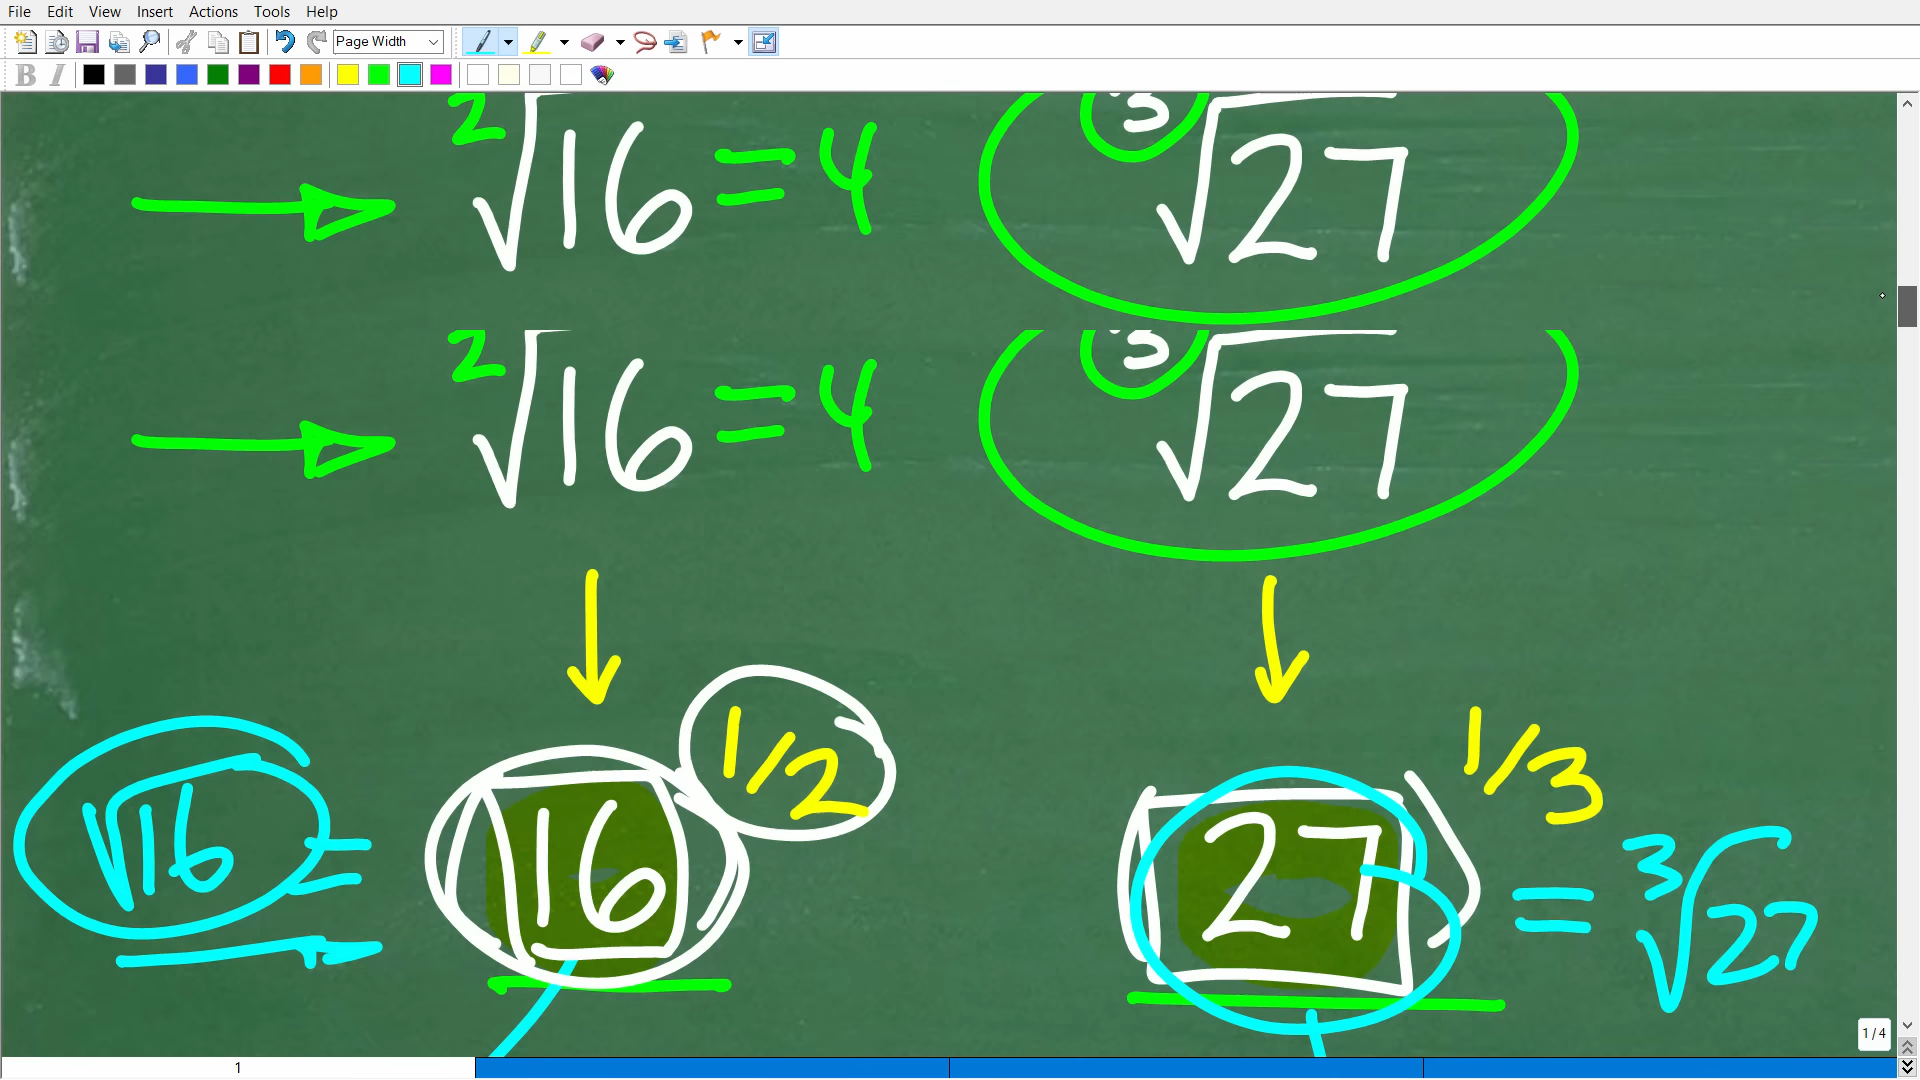 File Edit View Insert Actions Tools Help
Page Width
B I
²√16 = 4 ³√27
²√16 = 4 ³√27
√16 = 16^1/2 27^1/3 = ³√27
1 / 4
1